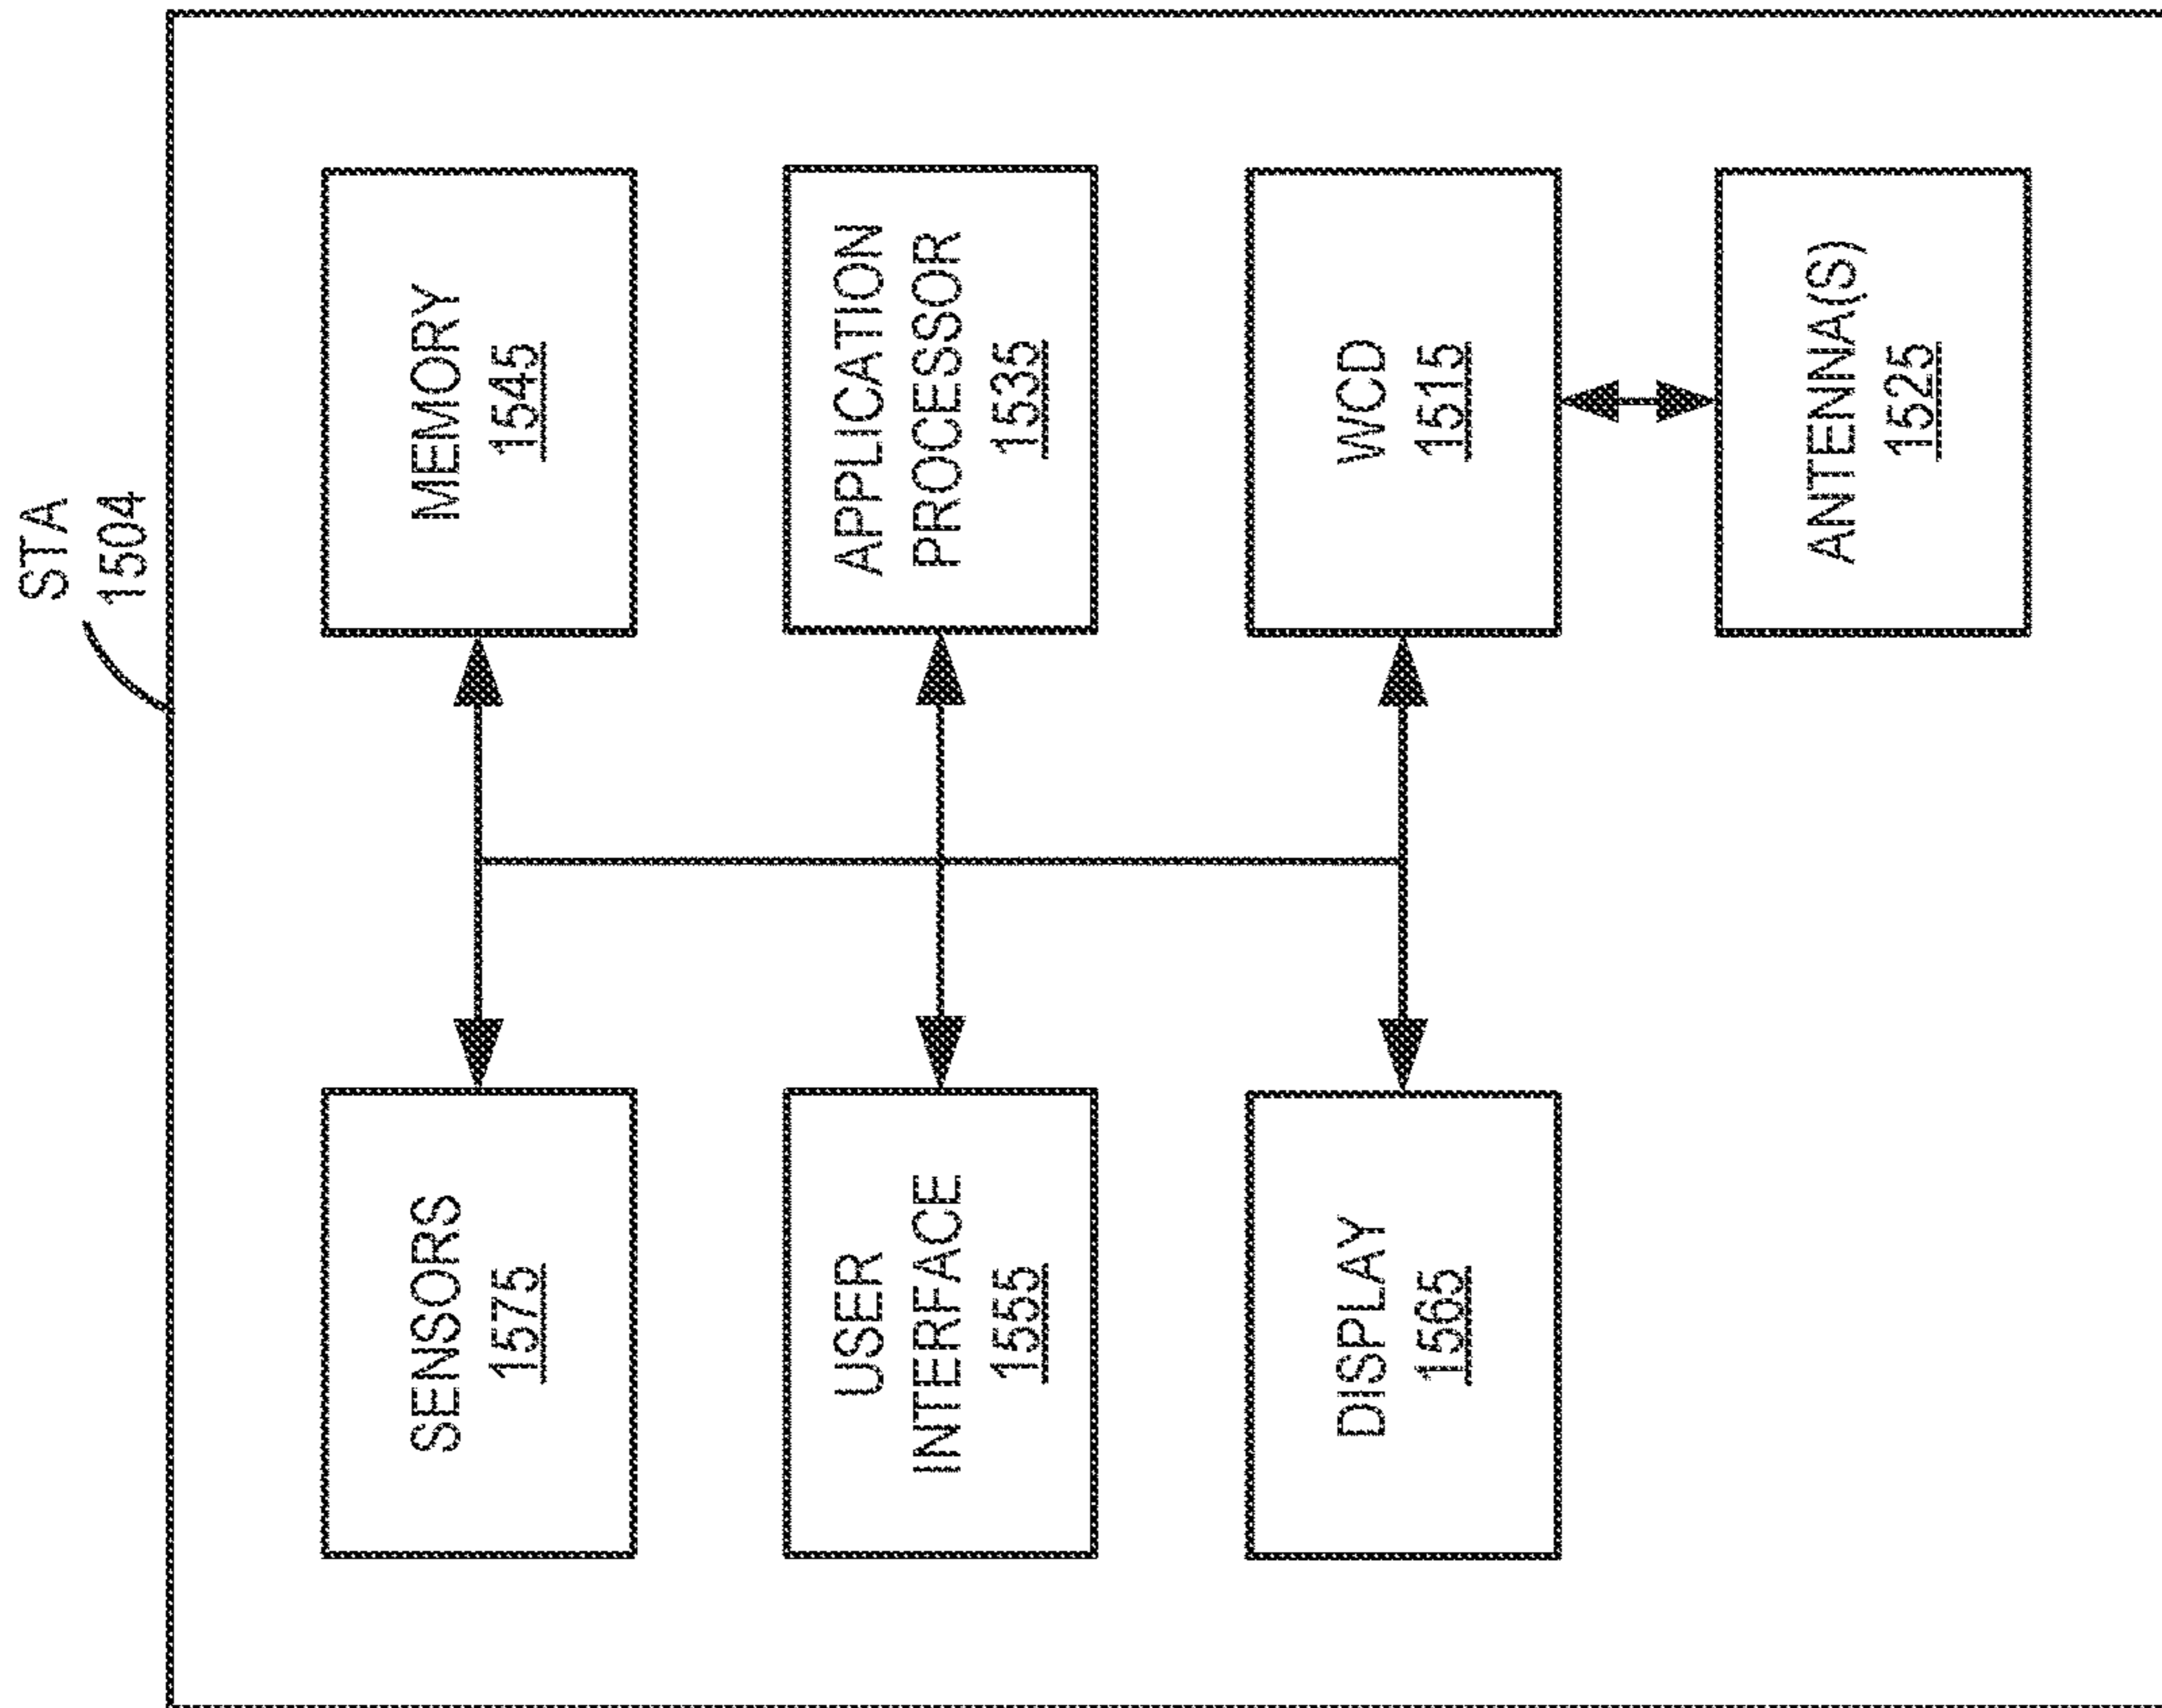 STA
1504
MEMORY
1545
APPLICATION
PROCESSOR
1535
WCD
1515
ANTENNA(S)
1525
SENSORS
1575
USER
INTERFACE
1555
DISPLAY
1565